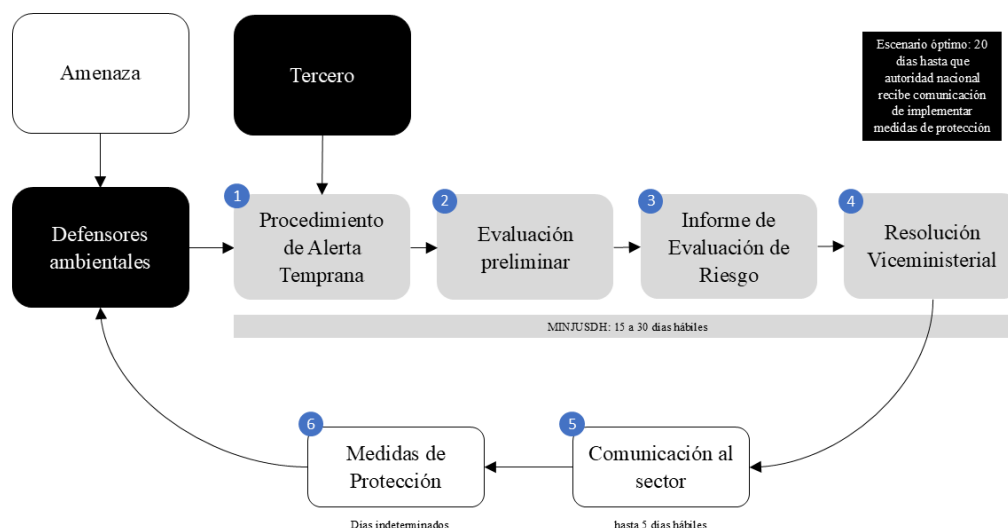 Amenaza
Tercero
Escenario óptimo: 20
días hasta que
autoridad nacional
recibe comunicación
de implementar
medidas de protección
Defensores
ambientales
1
Procedimiento
de Alerta
Temprana
2
Evaluación
preliminar
3
Informe de
Evaluación de
Riesgo
4
Resolución
Viceministerial
MINJUSDH: 15 a 30 días hábiles
6
Medidas de
Protección
Días indeterminados
5
Comunicación al
sector
hasta 5 días hábiles